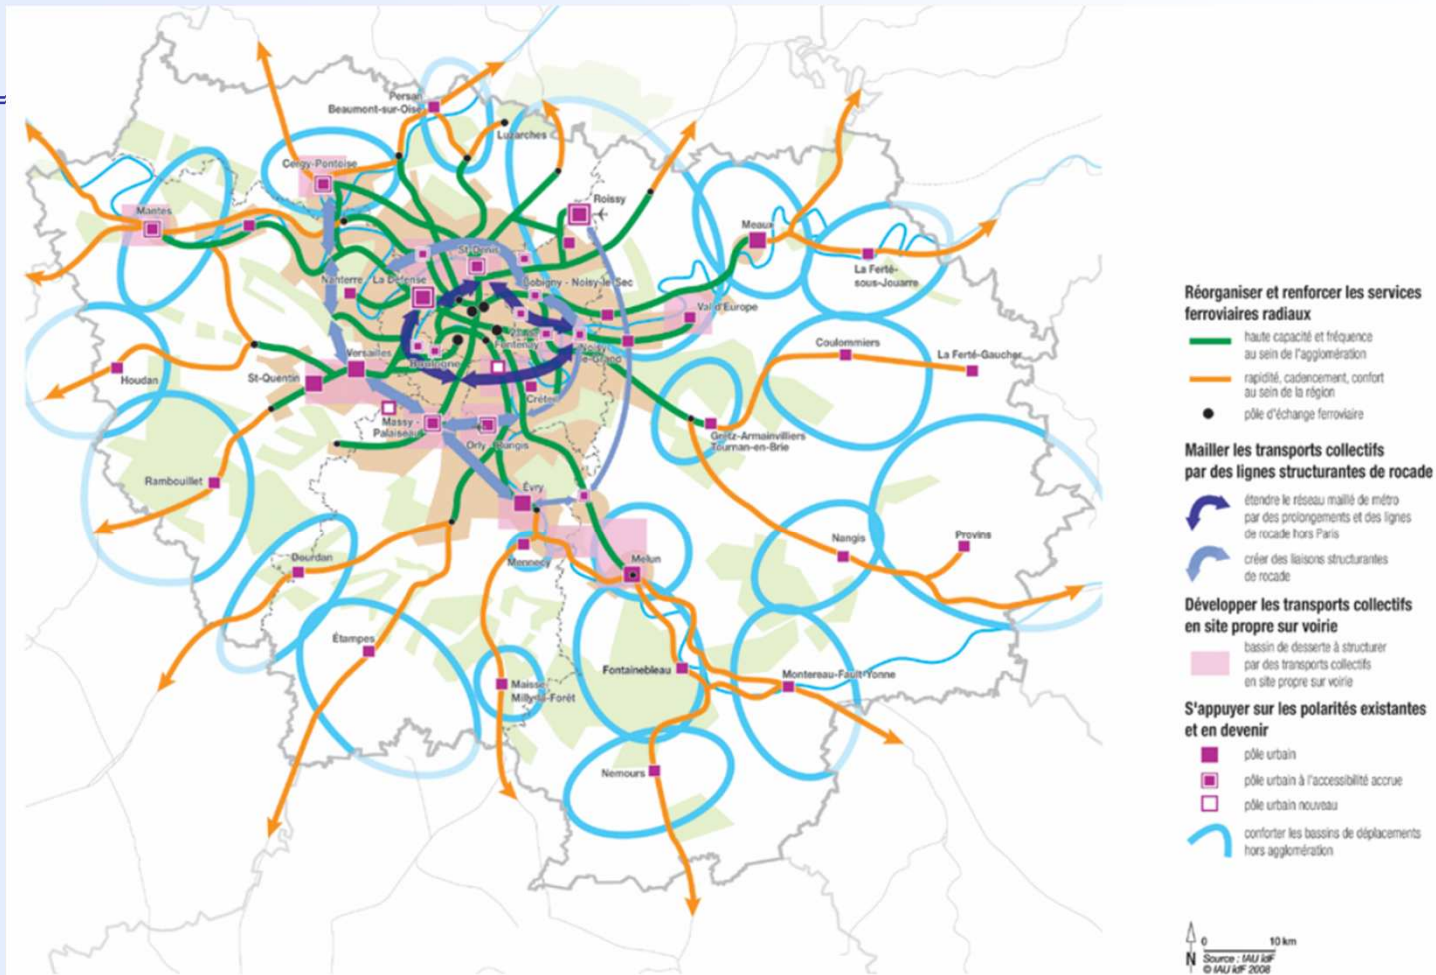 Persan
Beaumont-sur-Oise
Luzarches
Cergy-Pontoise
Mantes
Roissy
St-Denis
Meaux
La Ferté-
sous-Jouarre
Nanterre
La Défense
Bobigny - Noisy-le-Sec
Val d'Europe
Fontenay
Noisy
le-Grand
Boulogne
Versailles
St-Quentin
Houdan
Coulommiers
La Ferté-Gaucher
Créteil
Massy -
Palaiseau
Orly - Rungis
Gretz-Armainvilliers
Tournan-en-Brie
Rambouillet
Évry
Dourdan
Mennecy
Melun
Nangis
Provins
Étampes
Maisse
Milly-la-Forêt
Fontainebleau
Montereau-Fault-Yonne
Nemours
Réorganiser et renforcer les services
ferroviaires radiaux
haute capacité et fréquence
au sein de l'agglomération
rapidité, cadencement, confort
au sein de la région
pôle d'échange ferroviaire
Mailler les transports collectifs
par des lignes structurantes de rocade
étendre le réseau maillé de métro
par des prolongements et des lignes
de rocade hors Paris
créer des liaisons structurantes
de rocade
Développer les transports collectifs
en site propre sur voirie
bassin de desserte à structurer
par des transports collectifs
en site propre sur voirie
S'appuyer sur les polarités existantes
et en devenir
pôle urbain
pôle urbain à l'accessibilité accrue
pôle urbain nouveau
conforter les bassins de déplacements
hors agglomération
N
0 10 km
Source : IAU îdF
© IAU îdF 2008